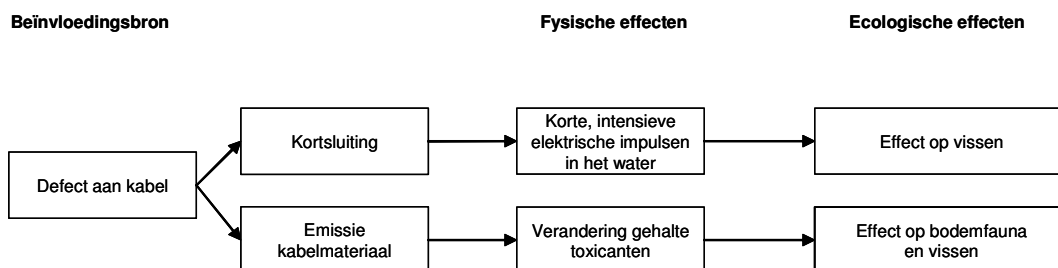 Beïnvloedingsbron
Fysische effecten
Ecologische effecten
Defect aan kabel
Kortsluiting
Korte, intensieve
elektrische impulsen
in het water
Effect op vissen
Emissie
kabelmateriaal
Verandering gehalte
toxicanten
Effect op bodemfauna
en vissen